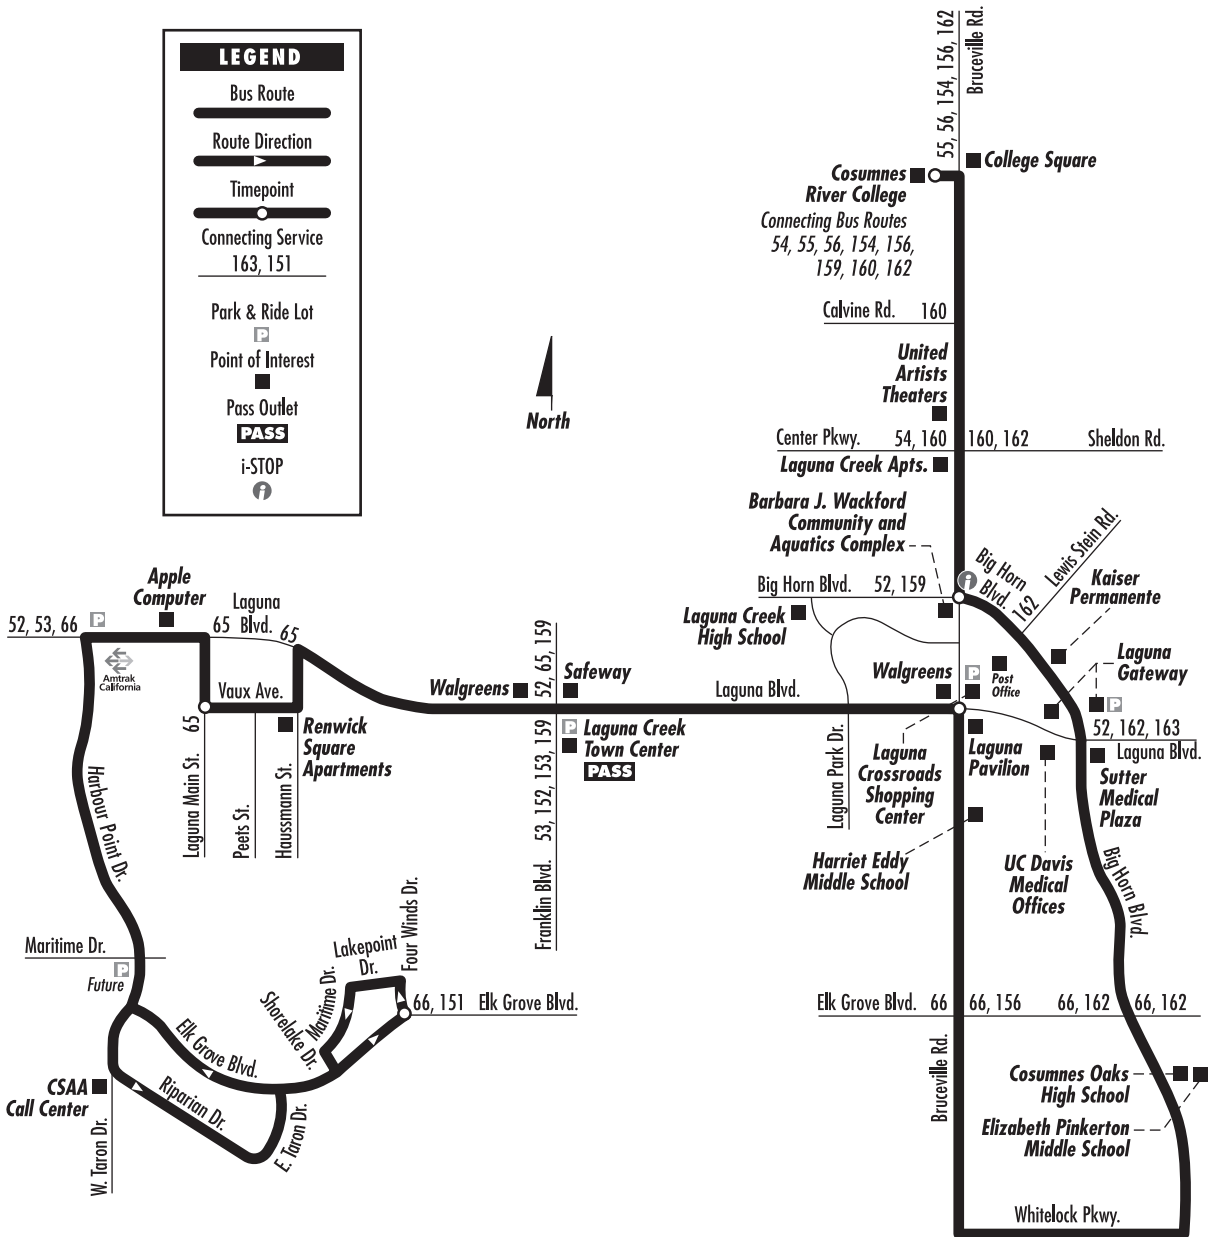 LEGEND
Bus Route
Route Direction
Timepoint
Connecting Service
163, 151
Park & Ride Lot
P
Point of Interest
Pass Outlet
PASS
i-STOP
i
North
55, 56, 154, 156, 162
Bruceville Rd.
College Square
Cosumnes
River College
Connecting Bus Routes
54, 55, 56, 154, 156,
159, 160, 162
Calvine Rd. 160
United
Artists
Theaters
Center Pkwy. 54, 160 160, 162 Sheldon Rd.
Laguna Creek Apts.
Barbara J. Wackford
Community and
Aquatics Complex
Big Horn Blvd. 52, 159
i
Big Horn
Blvd.
Lewis Stein Rd.
162
Kaiser
Permanente
Laguna Creek
High School
Laguna
Gateway
P
Walgreens
P
Post
Office
52, 162, 163
Laguna Blvd.
Apple
Computer
52, 53, 66
P
65
Laguna
Blvd.
65
Amtrak
California
Vaux Ave.
65
Laguna Main St.
Peets St.
Haussmann St.
Renwick
Square
Apartments
Walgreens
52, 65, 159
Safeway
Laguna Blvd.
P
Laguna Creek
Town Center
PASS
Franklin Blvd. 53, 152, 153, 159
Laguna Park Dr.
Laguna
Crossroads
Shopping
Center
Laguna
Pavilion
Sutter
Medical
Plaza
Harriet Eddy
Middle School
UC Davis
Medical
Offices
Big Horn Blvd.
Harbour Point Dr.
Maritime Dr.
P
Future
Lakepoint
Dr.
Four Winds Dr.
Maritime Dr.
Shorelake Dr.
66, 151 Elk Grove Blvd.
Elk Grove Blvd.
Elk Grove Blvd. 66 66, 156 66, 162 66, 162
Bruceville Rd.
CSAA
Call Center
Riparian Dr.
E. Taron Dr.
W. Taron Dr.
Cosumnes Oaks
High School
Elizabeth Pinkerton
Middle School
Whitelock Pkwy.